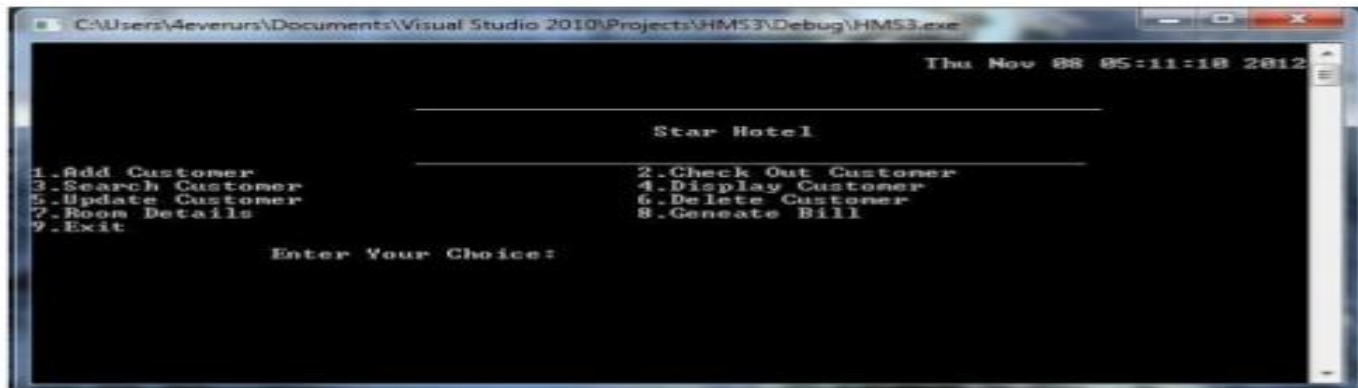 C:\Users\4everurs\Documents\Visual Studio 2010\Projects\HMS3\Debug\HMS3.exe
Thu Nov 08 05:11:10 2012
Star Hotel
1.Add Customer 2.Check Out Customer
3.Search Customer 4.Display Customer
5.Update Customer 6.Delete Customer
7.Room Details 8.Geneate Bill
9.Exit
Enter Your Choice: